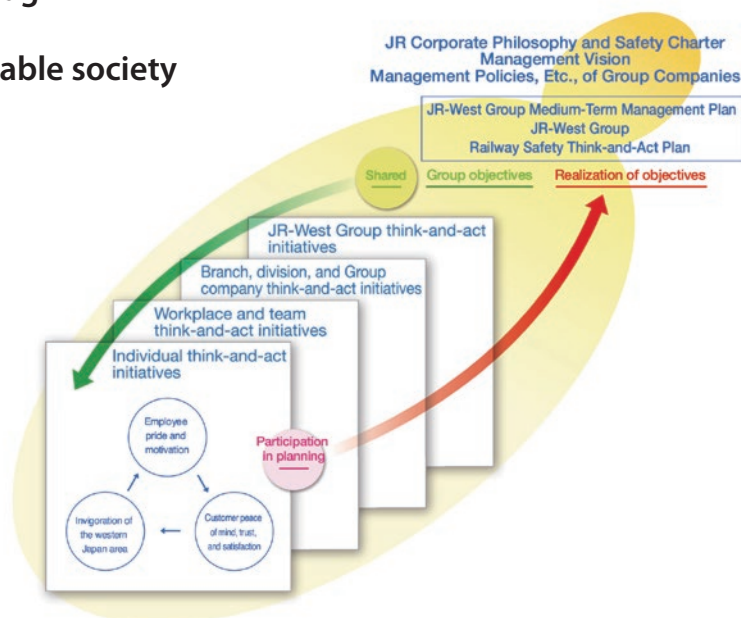 able society
JR Corporate Philosophy and Safety Charter
Management Vision
Management Policies, Etc., of Group Companies
JR-West Group Medium-Term Management Plan
JR-West Group
Railway Safety Think-and-Act Plan
Shared
Group objectives
Realization of objectives
JR-West Group think-and-act
initiatives
Branch, division, and Group
company think-and-act initiatives
Workplace and team
think-and-act initiatives
Individual think-and-act
initiatives
Employee
pride and
motivation
Participation
in planning
Invigoration of
the western
Japan area
Customer peace
of mind, trust,
and satisfaction